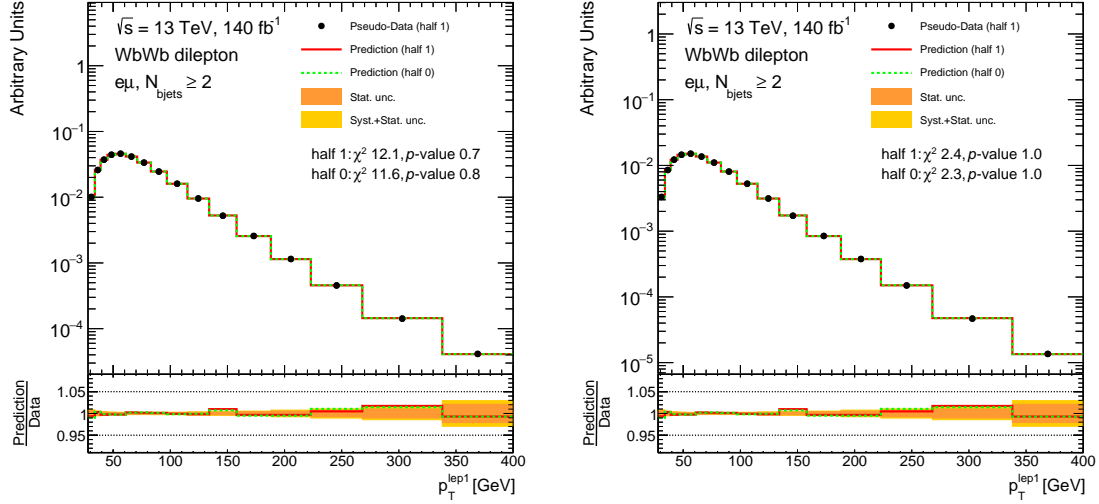 Arbitrary Units
√s = 13 TeV, 140 fb⁻¹
WbWb dilepton
eμ, N_bjets ≥ 2
Pseudo-Data (half 1)
Prediction (half 1)
Prediction (half 0)
Stat. unc.
Syst.+Stat. unc.
half 1: χ² 12.1, p-value 0.7
half 0: χ² 11.6, p-value 0.8
1
10⁻¹
10⁻²
10⁻³
10⁻⁴
Prediction
Data
1.05
1
0.95
50 100 150 200 250 300 350 400
p_T^lep1 [GeV]
Arbitrary Units
√s = 13 TeV, 140 fb⁻¹
WbWb dilepton
eμ, N_bjets ≥ 2
Pseudo-Data (half 1)
Prediction (half 1)
Prediction (half 0)
Stat. unc.
Syst.+Stat. unc.
half 1: χ² 2.4, p-value 1.0
half 0: χ² 2.3, p-value 1.0
1
10⁻¹
10⁻²
10⁻³
10⁻⁴
10⁻⁵
Prediction
Data
1.05
1
0.95
50 100 150 200 250 300 350 400
p_T^lep1 [GeV]